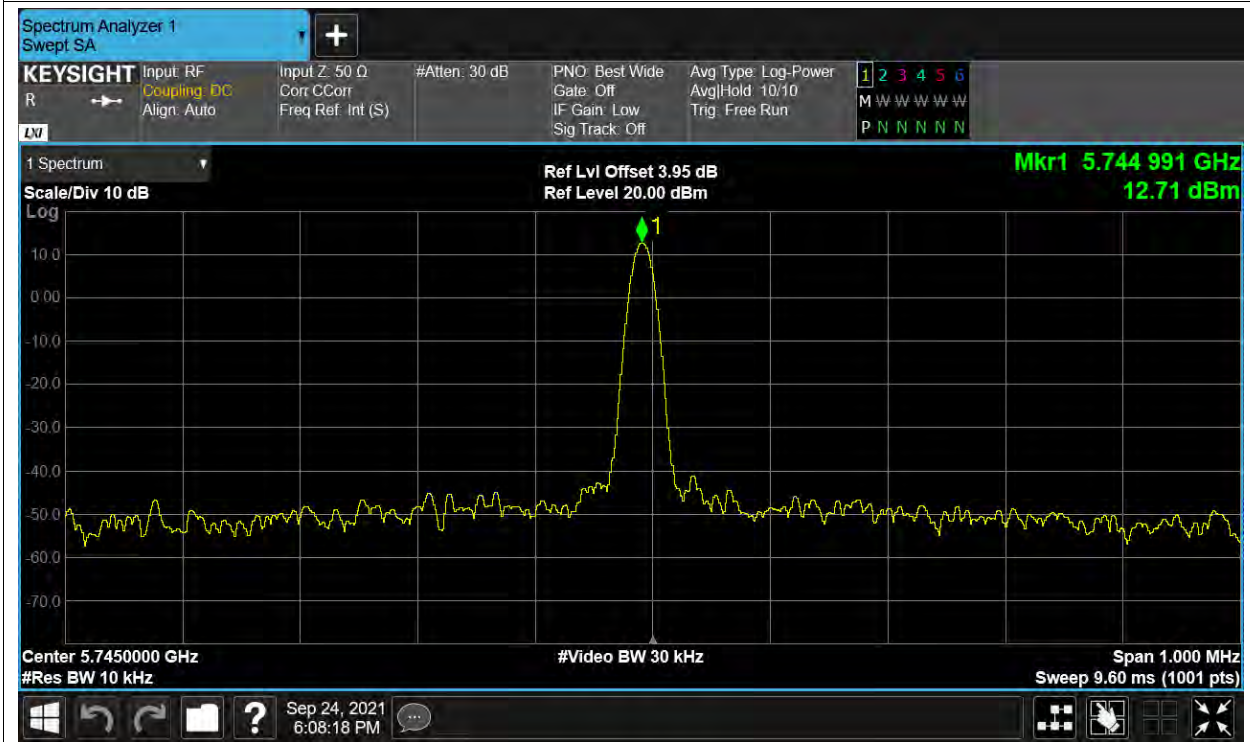 Spectrum Analyzer 1
Swept SA
+
KEYSIGHT Input: RF Input Z: 50 Ω #Atten: 30 dB PNO: Best Wide Avg Type: Log-Power 1 2 3 4 5 6
R Coupling: DC Corr CCorr Gate: Off Avg|Hold: 10/10 M W W W W W
Align: Auto Freq Ref: Int (S) IF Gain: Low Trig: Free Run
LXI Sig Track: Off P N N N N N
1 Spectrum Ref Lvl Offset 3.95 dB Mkr1 5.744 991 GHz
Scale/Div 10 dB Ref Level 20.00 dBm 12.71 dBm
Log
1
10.0
0.00
-10.0
-20.0
-30.0
-40.0
-50.0
-60.0
-70.0
Center 5.7450000 GHz #Video BW 30 kHz Span 1.000 MHz
#Res BW 10 kHz Sweep 9.60 ms (1001 pts)
? Sep 24, 2021
6:08:18 PM